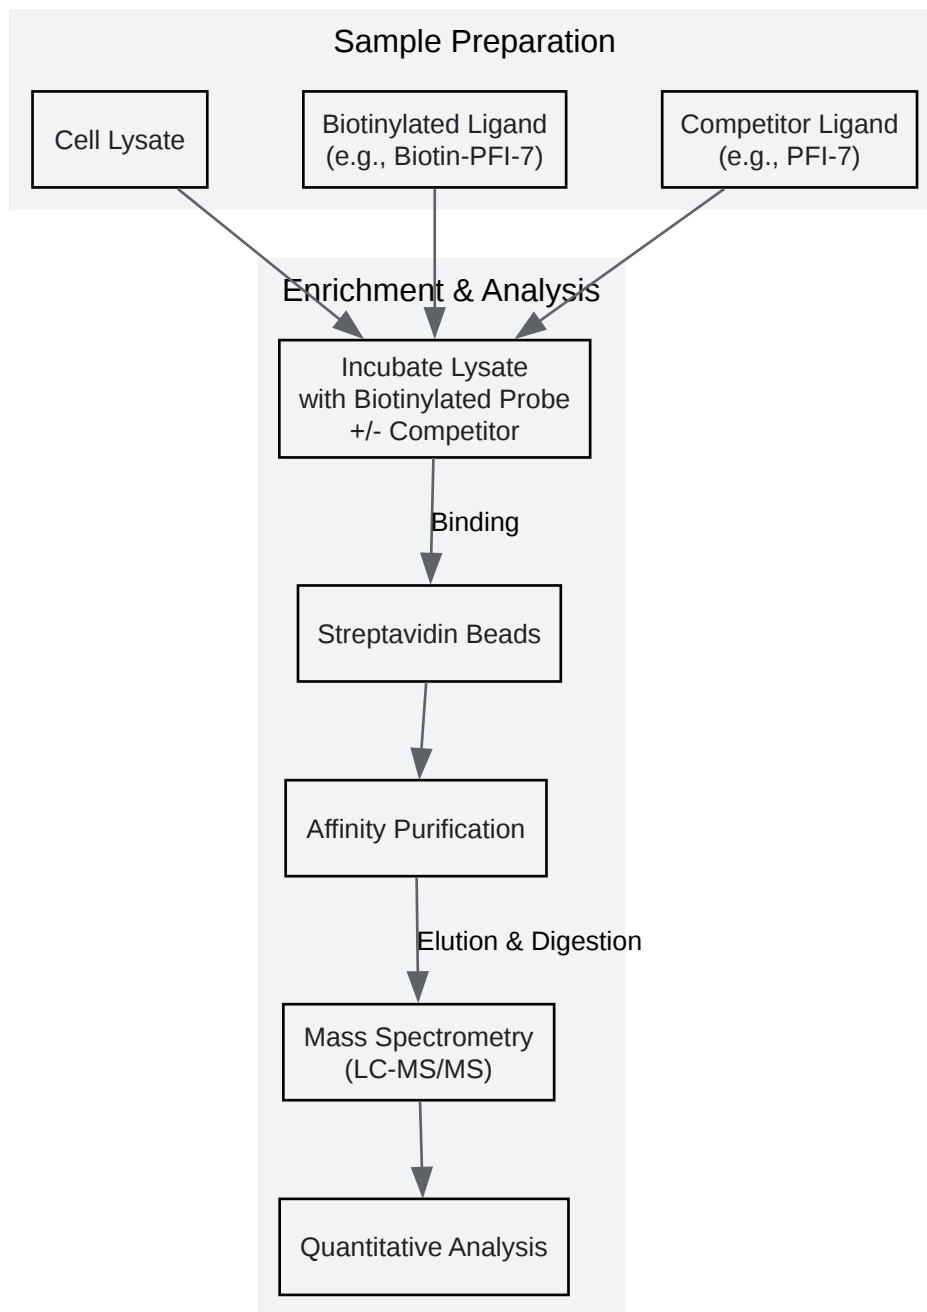 Sample Preparation
Cell Lysate
Biotinylated Ligand
(e.g., Biotin-PFI-7)
Competitor Ligand
(e.g., PFI-7)
Enrichment & Analysis
Incubate Lysate
with Biotinylated Probe
+/- Competitor
Binding
Streptavidin Beads
Affinity Purification
Elution & Digestion
Mass Spectrometry
(LC-MS/MS)
Quantitative Analysis